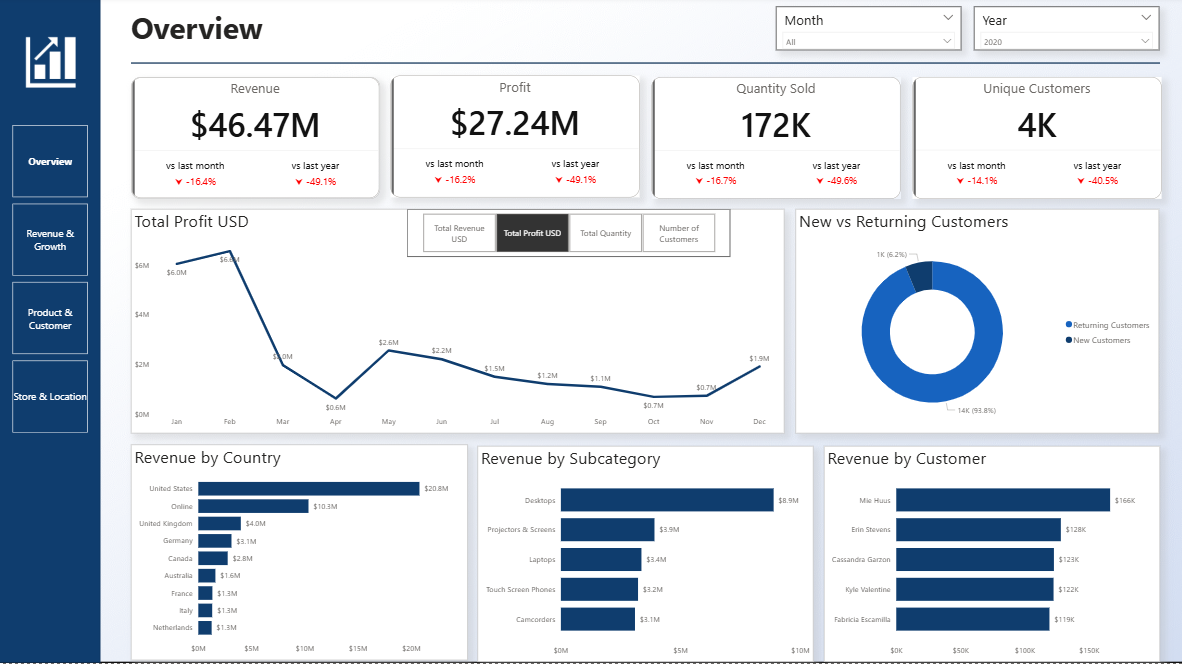 Overview
Month
All
Year
2020
Overview
Revenue &
Growth
Product &
Customer
Store & Location
Revenue
$46.47M
vs last month
-16.4%
vs last year
-49.1%
Profit
$27.24M
vs last month
-16.2%
vs last year
-49.1%
Quantity Sold
172K
vs last month
-16.7%
vs last year
-49.6%
Unique Customers
4K
vs last month
-14.1%
vs last year
-40.5%
Total Profit USD
Total Revenue
USD
Total Profit USD
Total Quantity
Number of
Customers
$6M
$4M
$2M
$0M
$6.0M
$0.6M
$2.6M
$2.2M
$1.5M
$1.2M
$1.1M
$0.7M
$0.7M
$1.9M
Jan
Feb
Mar
Apr
May
Jun
Jul
Aug
Sep
Oct
Nov
Dec
New vs Returning Customers
1K (6.2%)
14K (93.8%)
Returning Customers
New Customers
Revenue by Country
United States $20.8M
Online $10.3M
United Kingdom $4.0M
Germany $3.1M
Canada $2.8M
Australia $1.6M
France $1.3M
Italy $1.3M
Netherlands $1.3M
$0M $5M $10M $15M $20M
Revenue by Subcategory
Desktops $8.9M
Projectors & Screens $3.9M
Laptops $3.4M
Touch Screen Phones $3.2M
Camcorders $3.1M
$0M $5M $10M
Revenue by Customer
Mie Huus $166K
Erin Stevens $128K
Cassandra Garzon $123K
Kyle Valentine $122K
Fabricia Escamilla $119K
$0K $50K $100K $150K